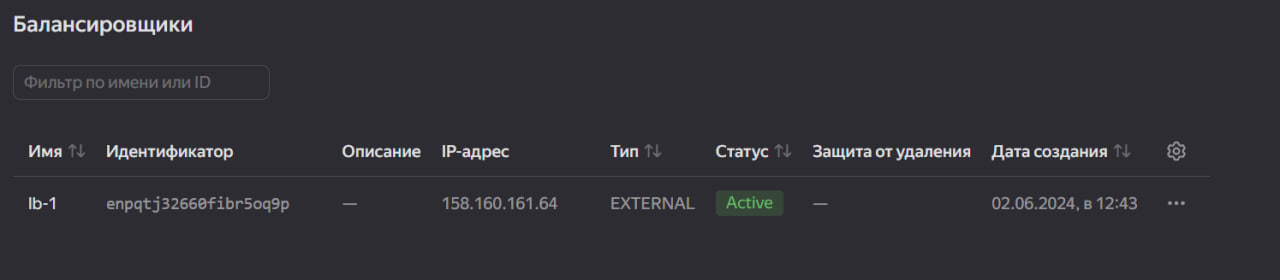 Балансировщики
Фильтр по имени или ID
Имя Идентификатор Описание IP-адрес Тип Статус Защита от удаления Дата создания
lb-1 enpqtj32660fibr5oq9p — 158.160.161.64 EXTERNAL Active — 02.06.2024, в 12:43